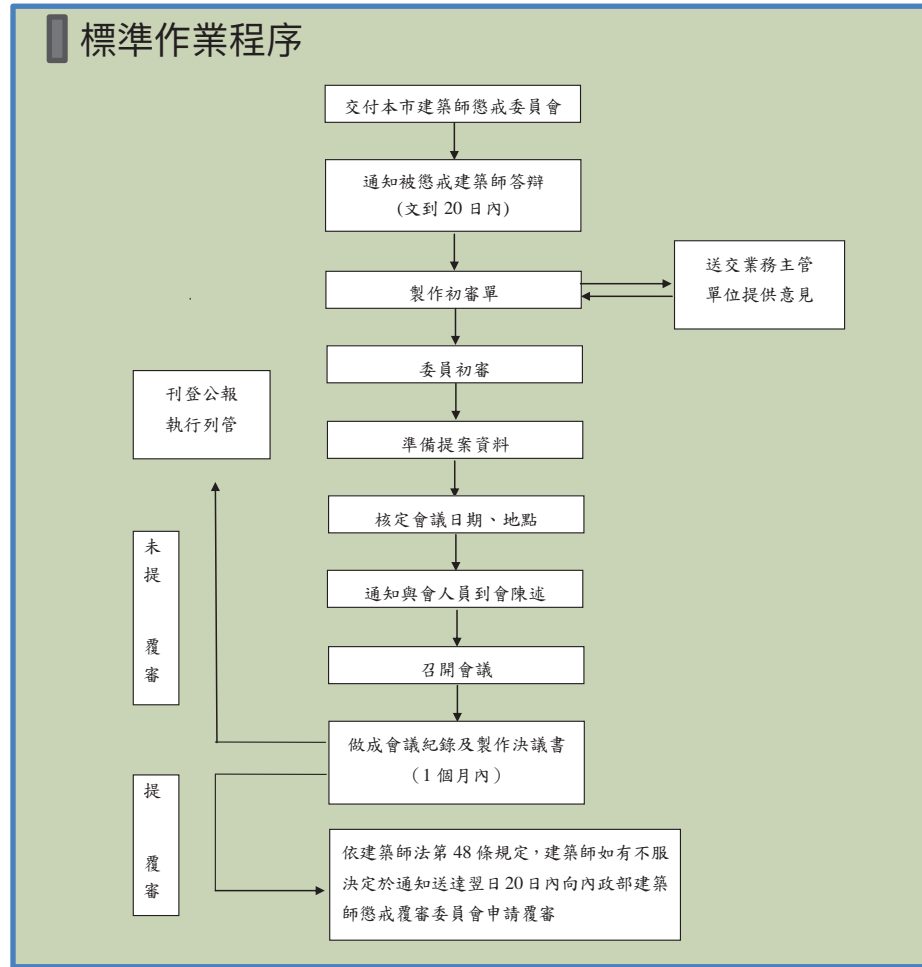 標準作業程序
交付本市建築師懲戒委員會
通知被懲戒建築師答辯
(文到 20 日內)
製作初審單
送交業務主管
單位提供意見
委員初審
刊登公報
執行列管
準備提案資料
核定會議日期、地點
通知與會人員到會陳述
召開會議
未
提
覆
審
做成會議紀錄及製作決議書
(1 個月內)
提
覆
審
依建築師法第 48 條規定,建築師如有不服
決定於通知送達翌日 20 日內向內政部建築
師懲戒覆審委員會申請覆審